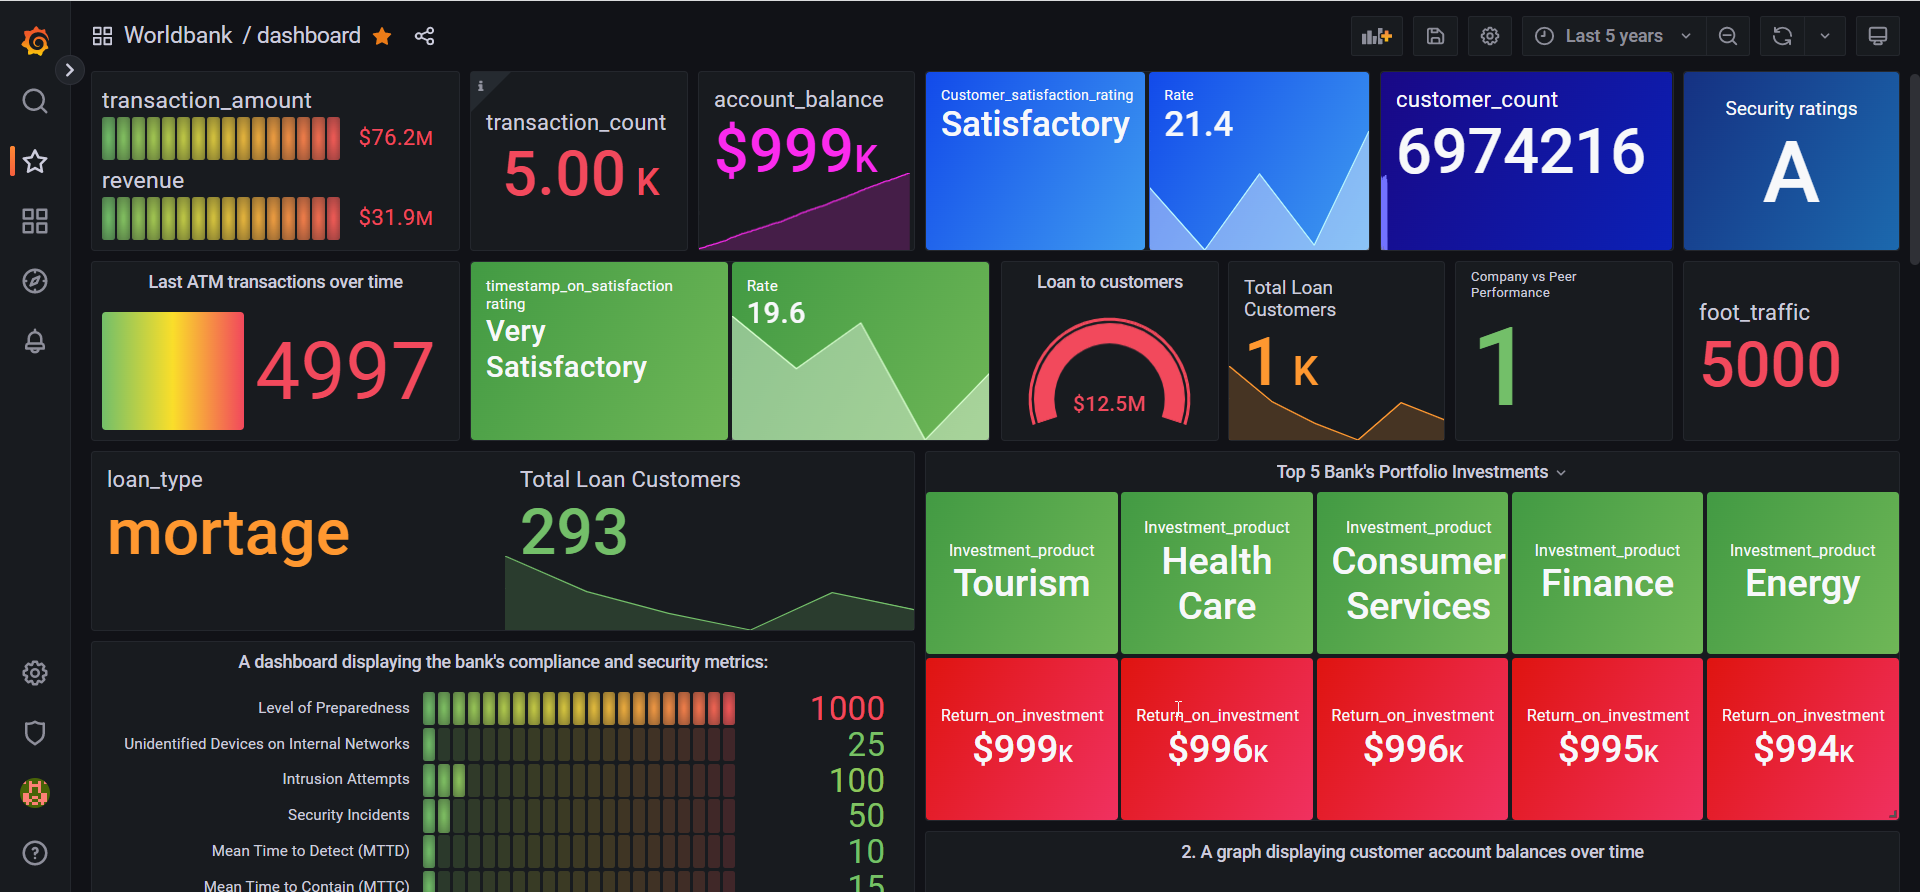 Worldbank / dashboard
Last 5 years
transaction_amount
$76.2M
revenue
$31.9M
i
transaction_count
5.00 K
account_balance
$999K
Customer_satisfaction_rating
Satisfactory
Rate
21.4
customer_count
6974216
Security ratings
A
Last ATM transactions over time
4997
timestamp_on_satisfaction
rating
Very
Satisfactory
Rate
19.6
Loan to customers
$12.5M
Total Loan
Customers
1 K
Company vs Peer
Performance
1
foot_traffic
5000
loan_type
mortage
Total Loan Customers
293
Top 5 Bank's Portfolio Investments
Investment_product
Tourism
Investment_product
Health
Care
Investment_product
Consumer
Services
Investment_product
Finance
Investment_product
Energy
Return_on_investment
$999K
Return_on_investment
$996K
Return_on_investment
$996K
Return_on_investment
$995K
Return_on_investment
$994K
A dashboard displaying the bank's compliance and security metrics:
Level of Preparedness 1000
Unidentified Devices on Internal Networks 25
Intrusion Attempts 100
Security Incidents 50
Mean Time to Detect (MTTD) 10
Mean Time to Contain (MTTC) 15
2. A graph displaying customer account balances over time